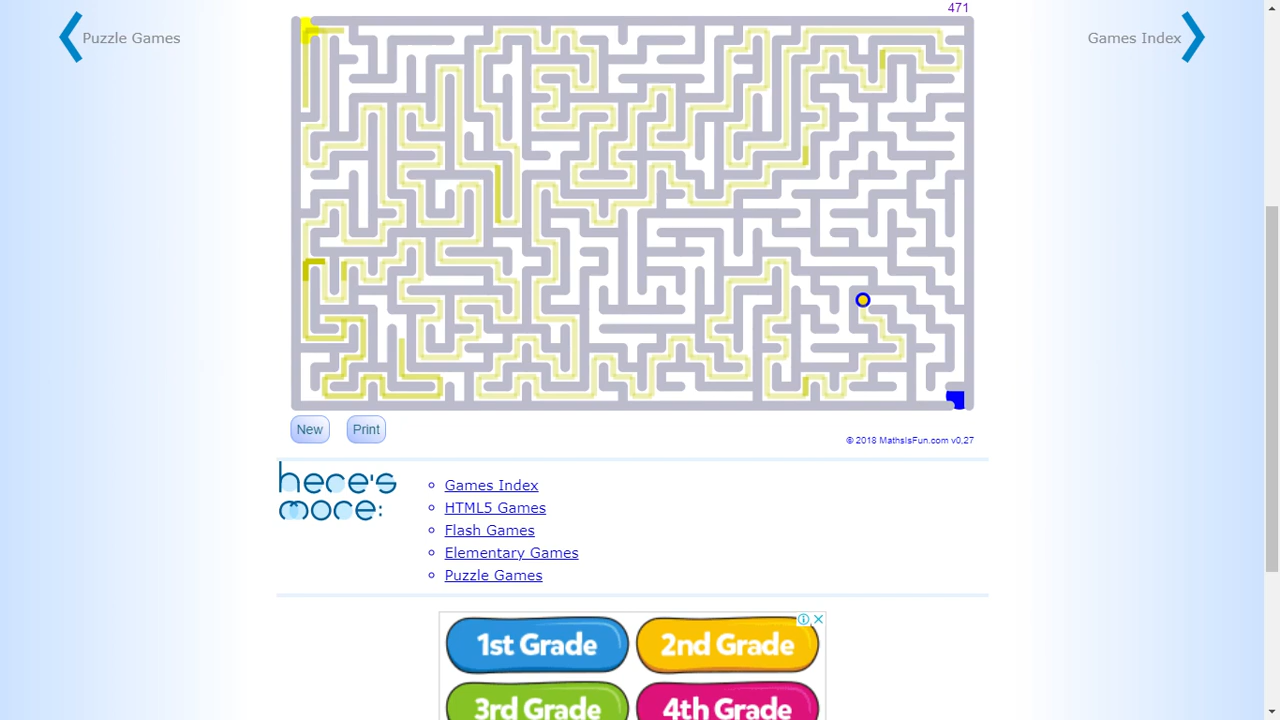 471
Puzzle Games
Games Index
New
Print
© 2018 MathsIsFun.com v0.27
here's
more:
Games Index
HTML5 Games
Flash Games
Elementary Games
Puzzle Games
1st Grade
2nd Grade
3rd Grade
4th Grade